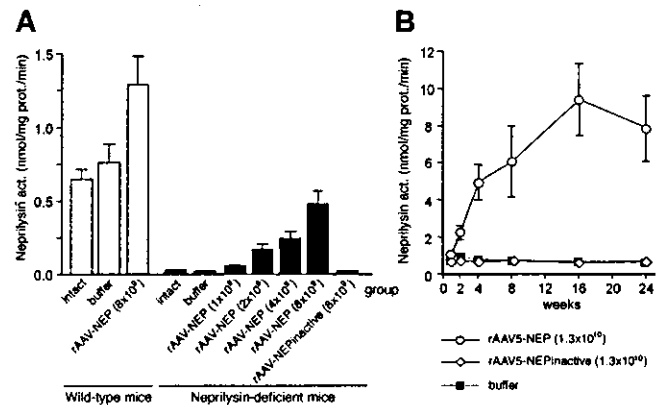 A
Neprilysin act. (nmol/mg prot./min)
1.5
1.0
0.5
0.0
intact
buffer
rAAV-NEP (8x10⁹)
intact
buffer
rAAV-NEP (1x10⁹)
rAAV-NEP (2x10⁹)
rAAV-NEP (4x10⁹)
rAAV-NEP (8x10⁹)
rAAV-NEPinactive (8x10⁹)
group
Wild-type mice
Neprilysin-deficient mice
B
Neprilysin act. (nmol/mg prot./min)
12
10
8
6
4
2
0
0 4 8 12 16 20 24
weeks
rAAV5-NEP (1.3x10¹⁰)
rAAV5-NEPinactive (1.3x10¹⁰)
buffer